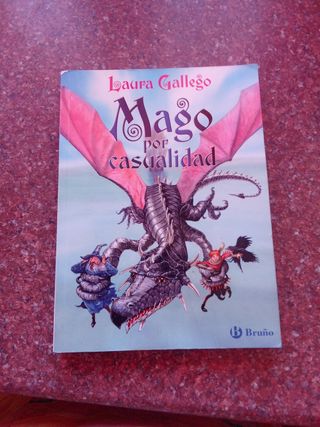 Laura Gallego
Mago
por
casualidad
B Bruño